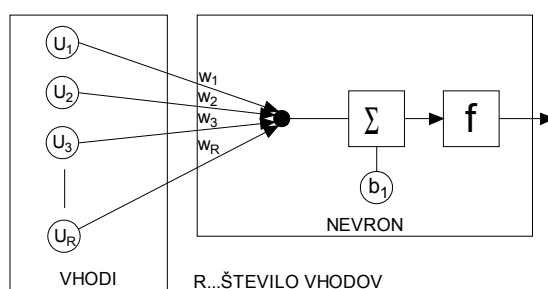 U1
U2
U3
UR
w1
w2
w3
wR
Σ
f
b1
NEVRON
VHODI
R...ŠTEVILO VHODOV